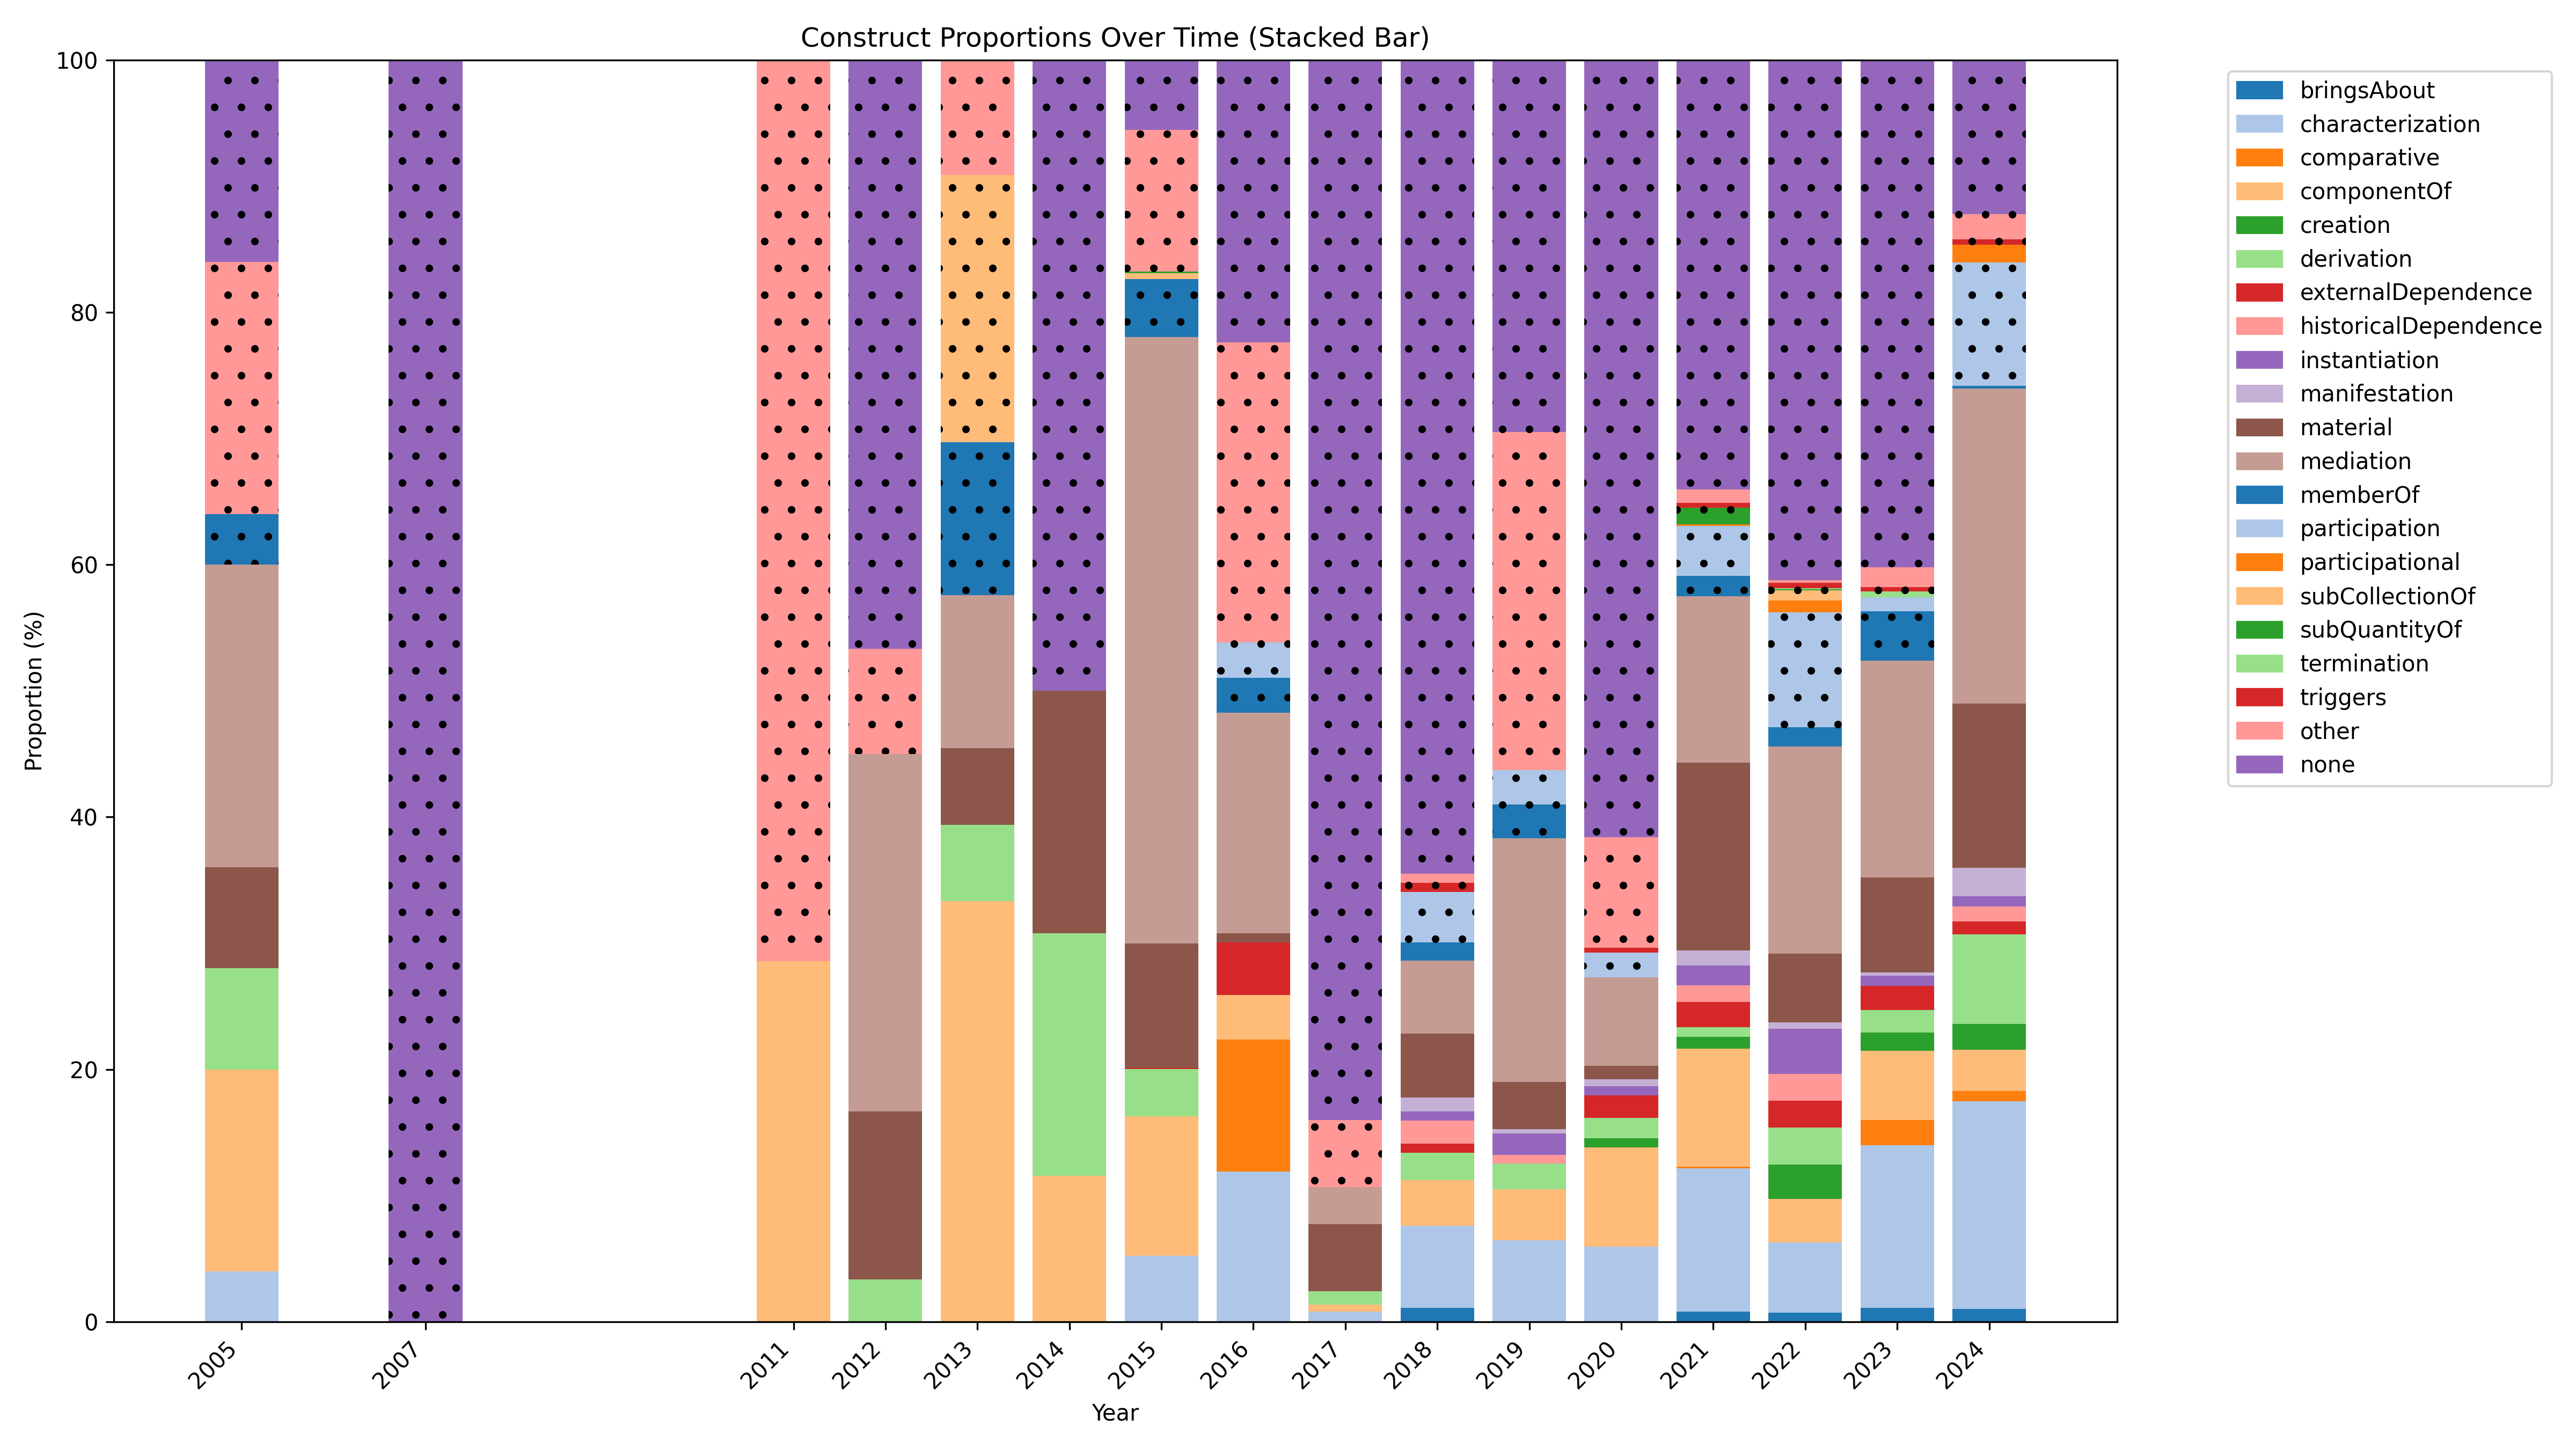 Construct Proportions Over Time (Stacked Bar)
100
80
60
40
20
0
Proportion (%)
2005
2007
2011
2012
2013
2014
2015
2016
2017
2018
2019
2020
2021
2022
2023
2024
Year
bringsAbout
characterization
comparative
componentOf
creation
derivation
externalDependence
historicalDependence
instantiation
manifestation
material
mediation
memberOf
participation
participational
subCollectionOf
subQuantityOf
termination
triggers
other
none